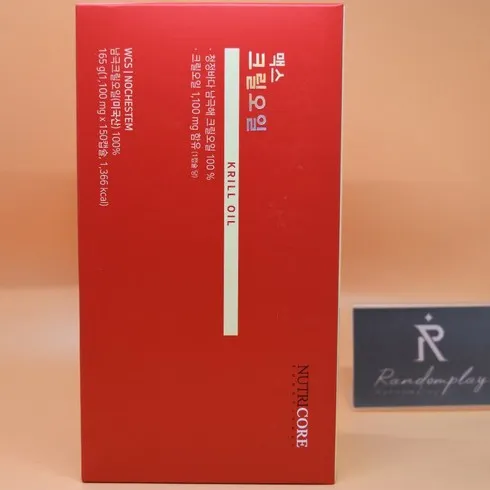 맥스
크릴오일
KRILL OIL
· 청정바다 남극해 크릴오일 100 %
· 크릴오일 1,100 mg 함유 (1캡슐 당)
WCS | NOCHESTEM
남극크릴오일(미국산) 100%
165 g(1,100 mg x 150캡슐, 1,366 kcal)
NUTRICORE
R
Randomplay